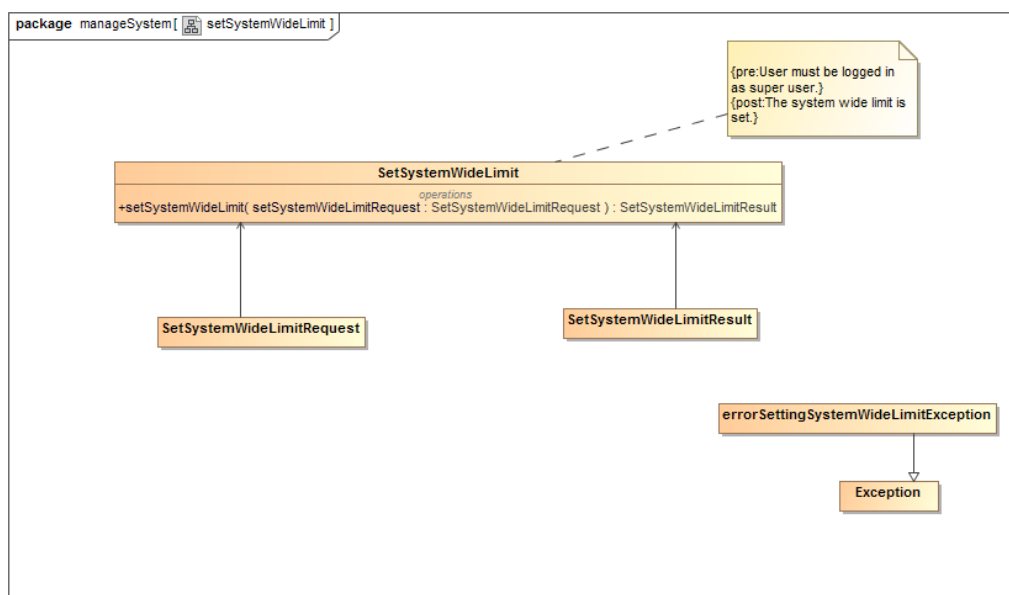 package manageSystem[ setSystemWideLimit ]
{pre:User must be logged in
as super user.}
{post:The system wide limit is
set.}
SetSystemWideLimit
operations
+setSystemWideLimit( setSystemWideLimitRequest : SetSystemWideLimitRequest ) : SetSystemWideLimitResult
SetSystemWideLimitRequest
SetSystemWideLimitResult
errorSettingSystemWideLimitException
Exception